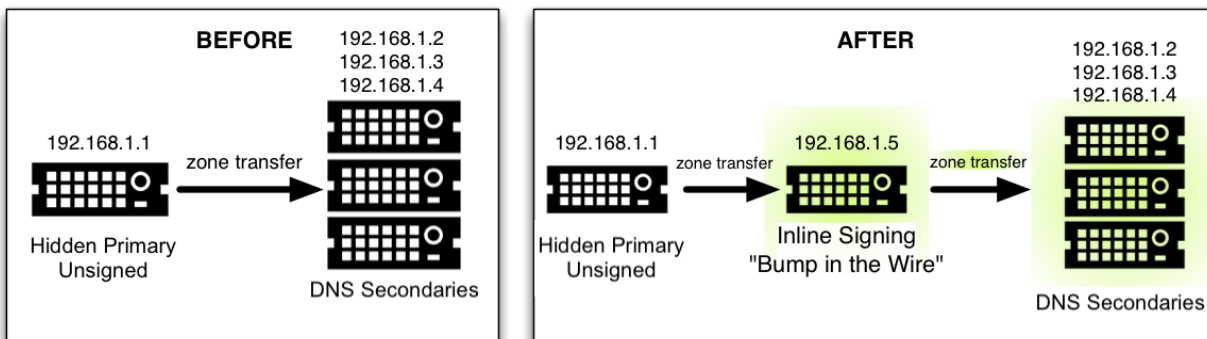 BEFORE
192.168.1.2
192.168.1.3
192.168.1.4
192.168.1.1
zone transfer
Hidden Primary
Unsigned
DNS Secondaries
AFTER
192.168.1.2
192.168.1.3
192.168.1.4
192.168.1.1
zone transfer
192.168.1.5
zone transfer
Hidden Primary
Unsigned
Inline Signing
"Bump in the Wire"
DNS Secondaries